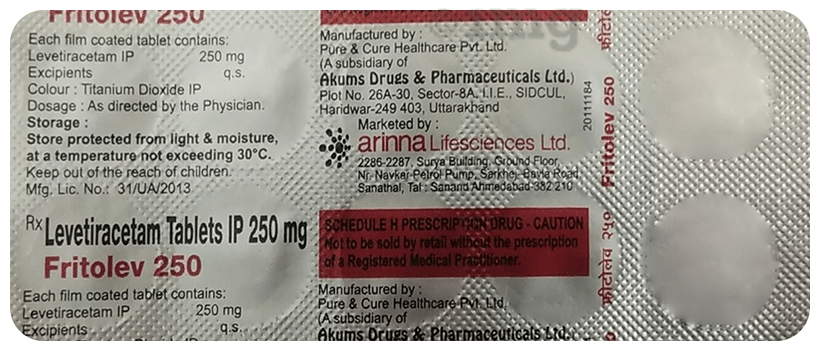 Fritolev 250
Each film coated tablet contains:
Levetiracetam IP 250 mg
Excipients q.s.
Colour : Titanium Dioxide IP
Dosage : As directed by the Physician.
Storage :
Store protected from light & moisture,
at a temperature not exceeding 30°C.
Keep out of the reach of children.
Mfg. Lic. No.: 31/UA/2013
Rx Levetiracetam Tablets IP 250 mg
Fritolev 250
Each film coated tablet contains:
Levetiracetam IP 250 mg
Excipients q.s.
Manufactured by :
Pure & Cure Healthcare Pvt. Ltd.
(A subsidiary of
Akums Drugs & Pharmaceuticals Ltd.)
Plot No. 26A-30, Sector-8A, I.I.E., SIDCUL,
Haridwar-249 403, Uttarakhand
Marketed by :
arinna Lifesciences Ltd.
2286-2287, Surya Building, Ground Floor,
Nr. Navkar Petrol Pump, Sarkhej-Bavla Road,
Sanathal, Tal : Sanand Ahmedabad-382 210
SCHEDULE H PRESCRIPTION DRUG - CAUTION
Not to be sold by retail without the prescription
of a Registered Medical Practitioner.
Manufactured by :
Pure & Cure Healthcare Pvt. Ltd.
(A subsidiary of
Akums Drugs & Pharmaceuticals Ltd.
20111184
Fritolev 250
फ्रीटोलेव २५०